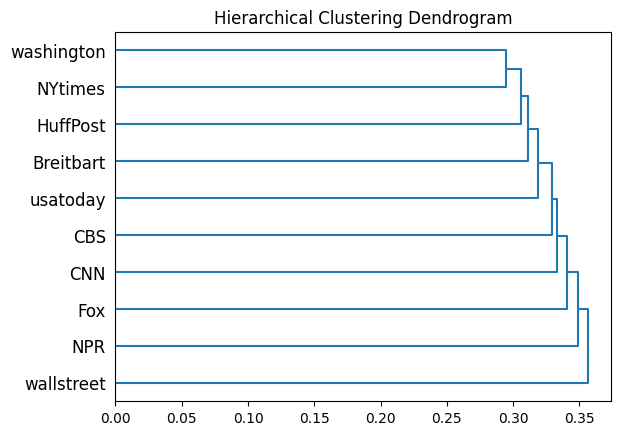 Hierarchical Clustering Dendrogram
washington
NYtimes
HuffPost
Breitbart
usatoday
CBS
CNN
Fox
NPR
wallstreet
0.00 0.05 0.10 0.15 0.20 0.25 0.30 0.35